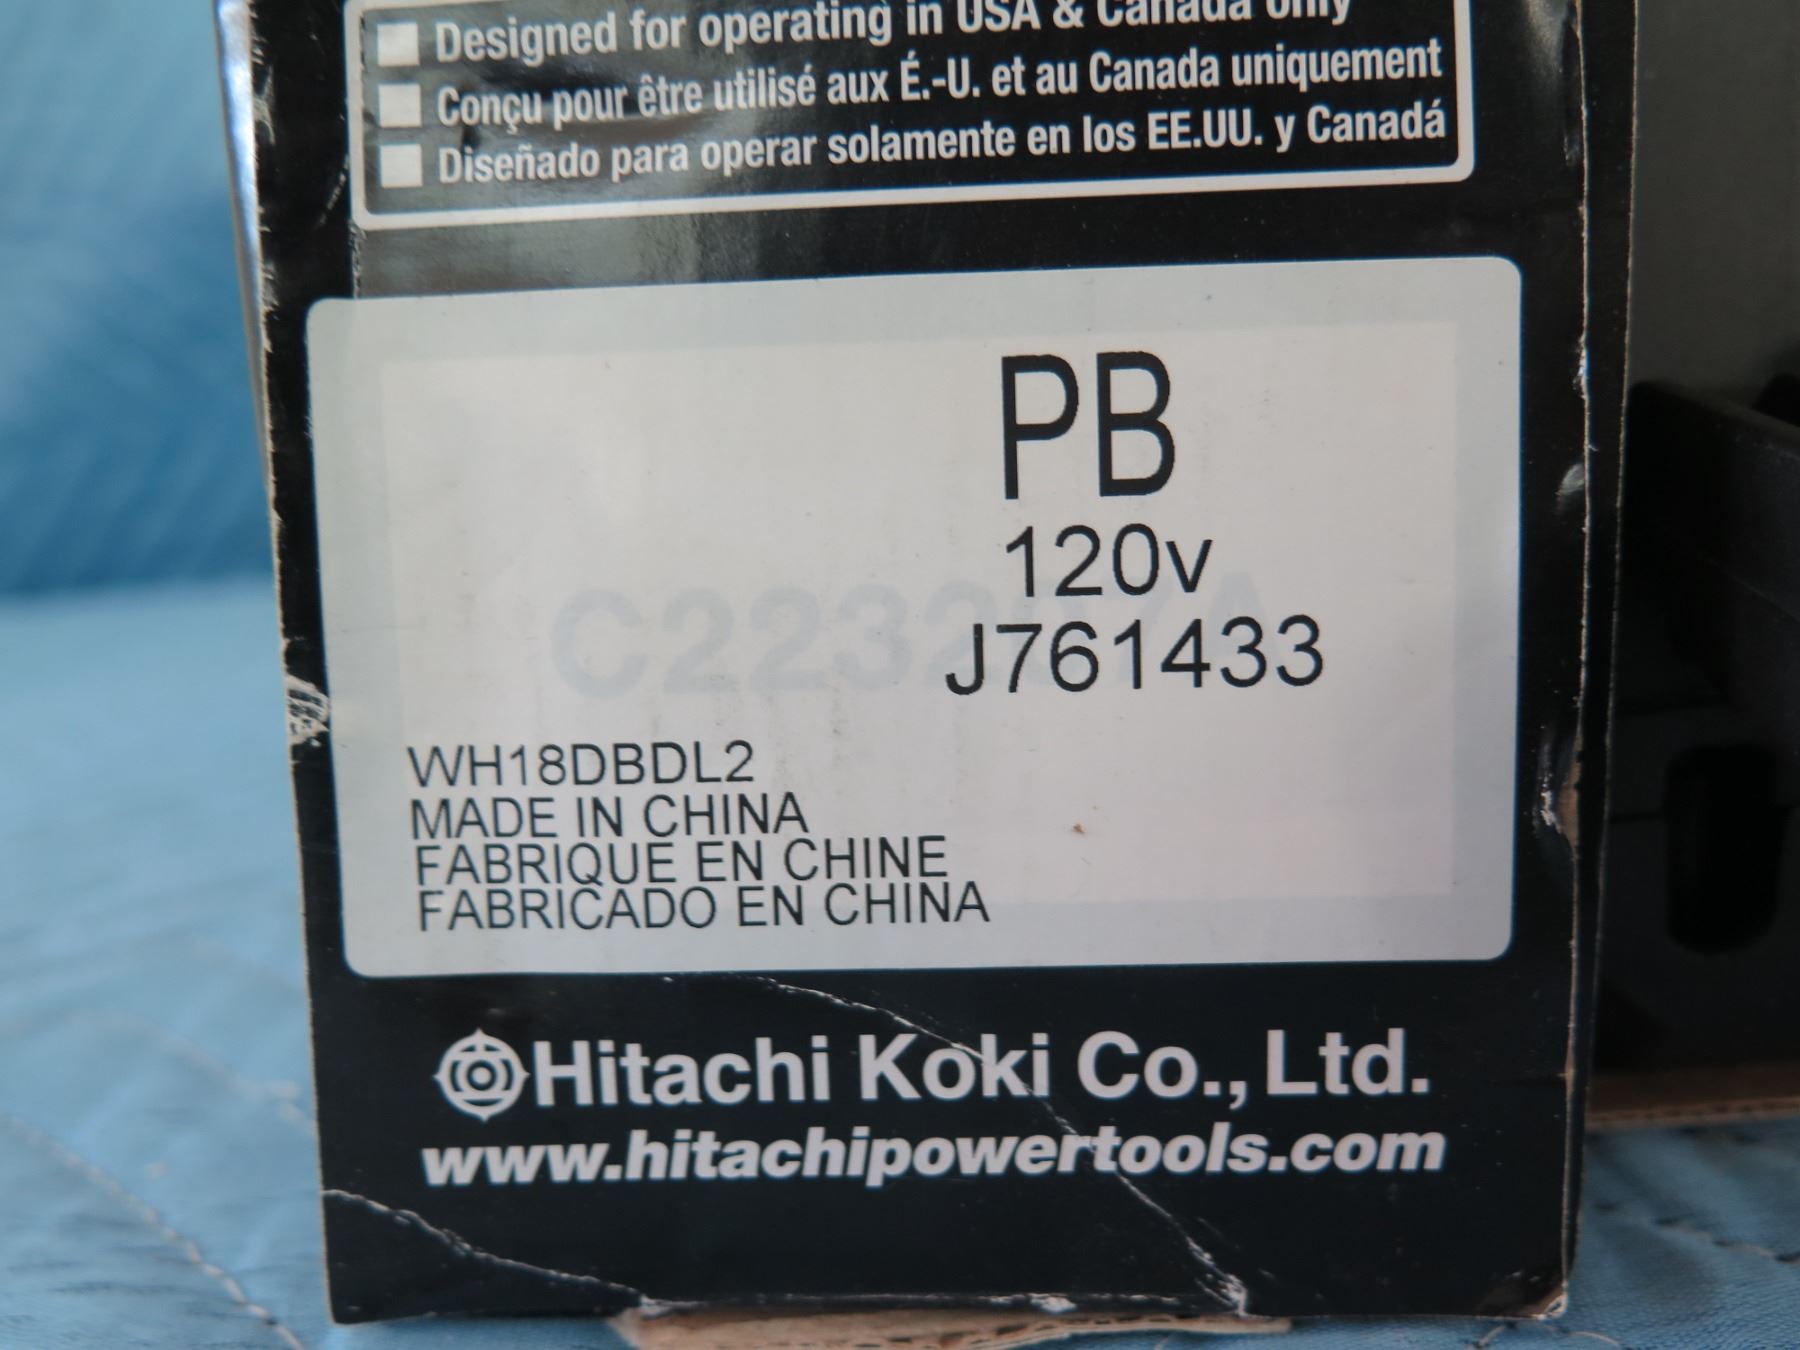 Designed for operating in USA & Canada only
Conçu pour être utilisé aux É.-U. et au Canada uniquement
Diseñado para operar solamente en los EE.UU. y Canadá
PB
120v
J761433
WH18DBDL2
MADE IN CHINA
FABRIQUE EN CHINE
FABRICADO EN CHINA
Hitachi Koki Co., Ltd.
www.hitachipowertools.com